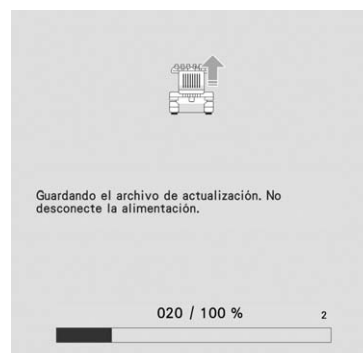 Guardando el archivo de actualización. No
desconecte la alimentación.
020 / 100 %
2